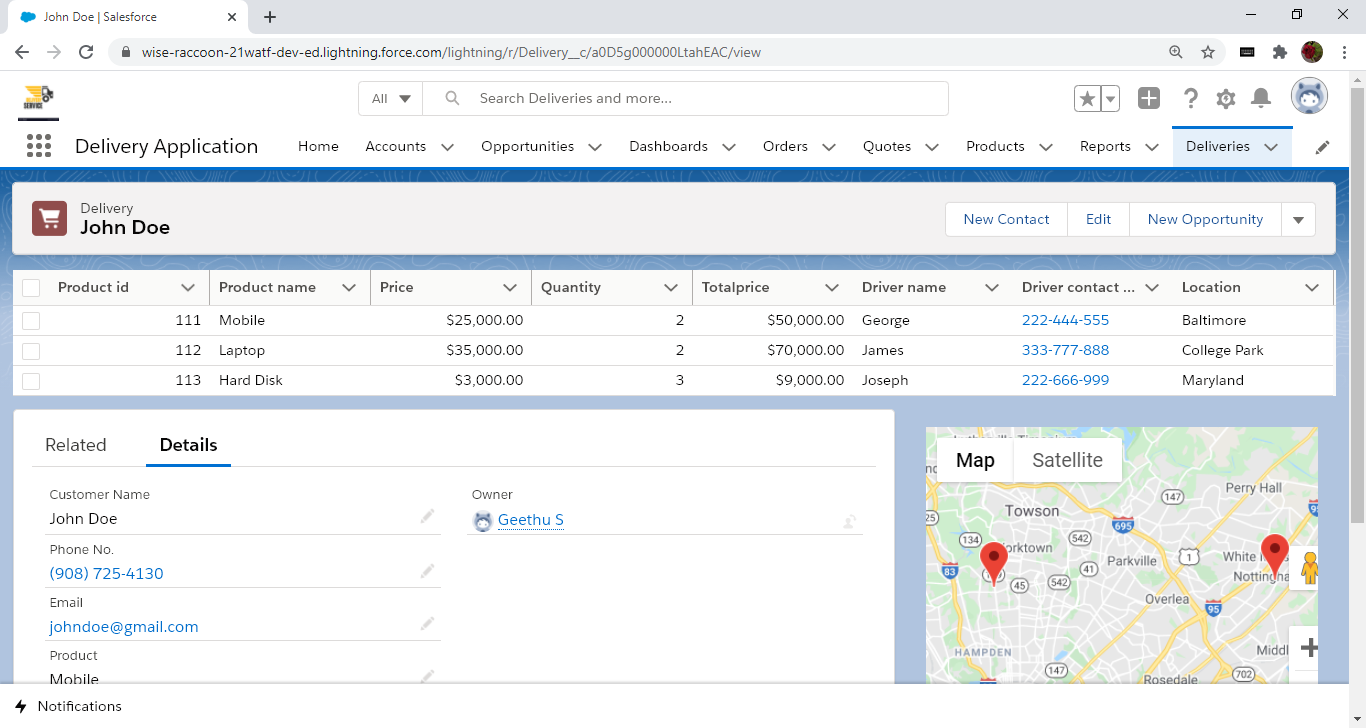 John Doe | Salesforce
wise-raccoon-21watf-dev-ed.lightning.force.com/lightning/r/Delivery__c/a0D5g000000LtahEAC/view
SERVICE
All Search Deliveries and more...
Delivery Application Home Accounts Opportunities Dashboards Orders Quotes Products Reports Deliveries
Delivery
John Doe
New Contact Edit New Opportunity
Product id Product name Price Quantity Totalprice Driver name Driver contact ... Location
111 Mobile $25,000.00 2 $50,000.00 George 222-444-555 Baltimore
112 Laptop $35,000.00 2 $70,000.00 James 333-777-888 College Park
113 Hard Disk $3,000.00 3 $9,000.00 Joseph 222-666-999 Maryland
Related Details
Customer Name
John Doe
Owner
Geethu S
Phone No.
(908) 725-4130
Email
johndoe@gmail.com
Product
Mobile
Map Satellite
Perry Hall
147
Towson
25
695
95
134
542
orktown
Parkville
1
White
83
45
542
41
Nottingha
Overlea
95
HAMPDEN
Middl
147
Rosedale
702
Notifications